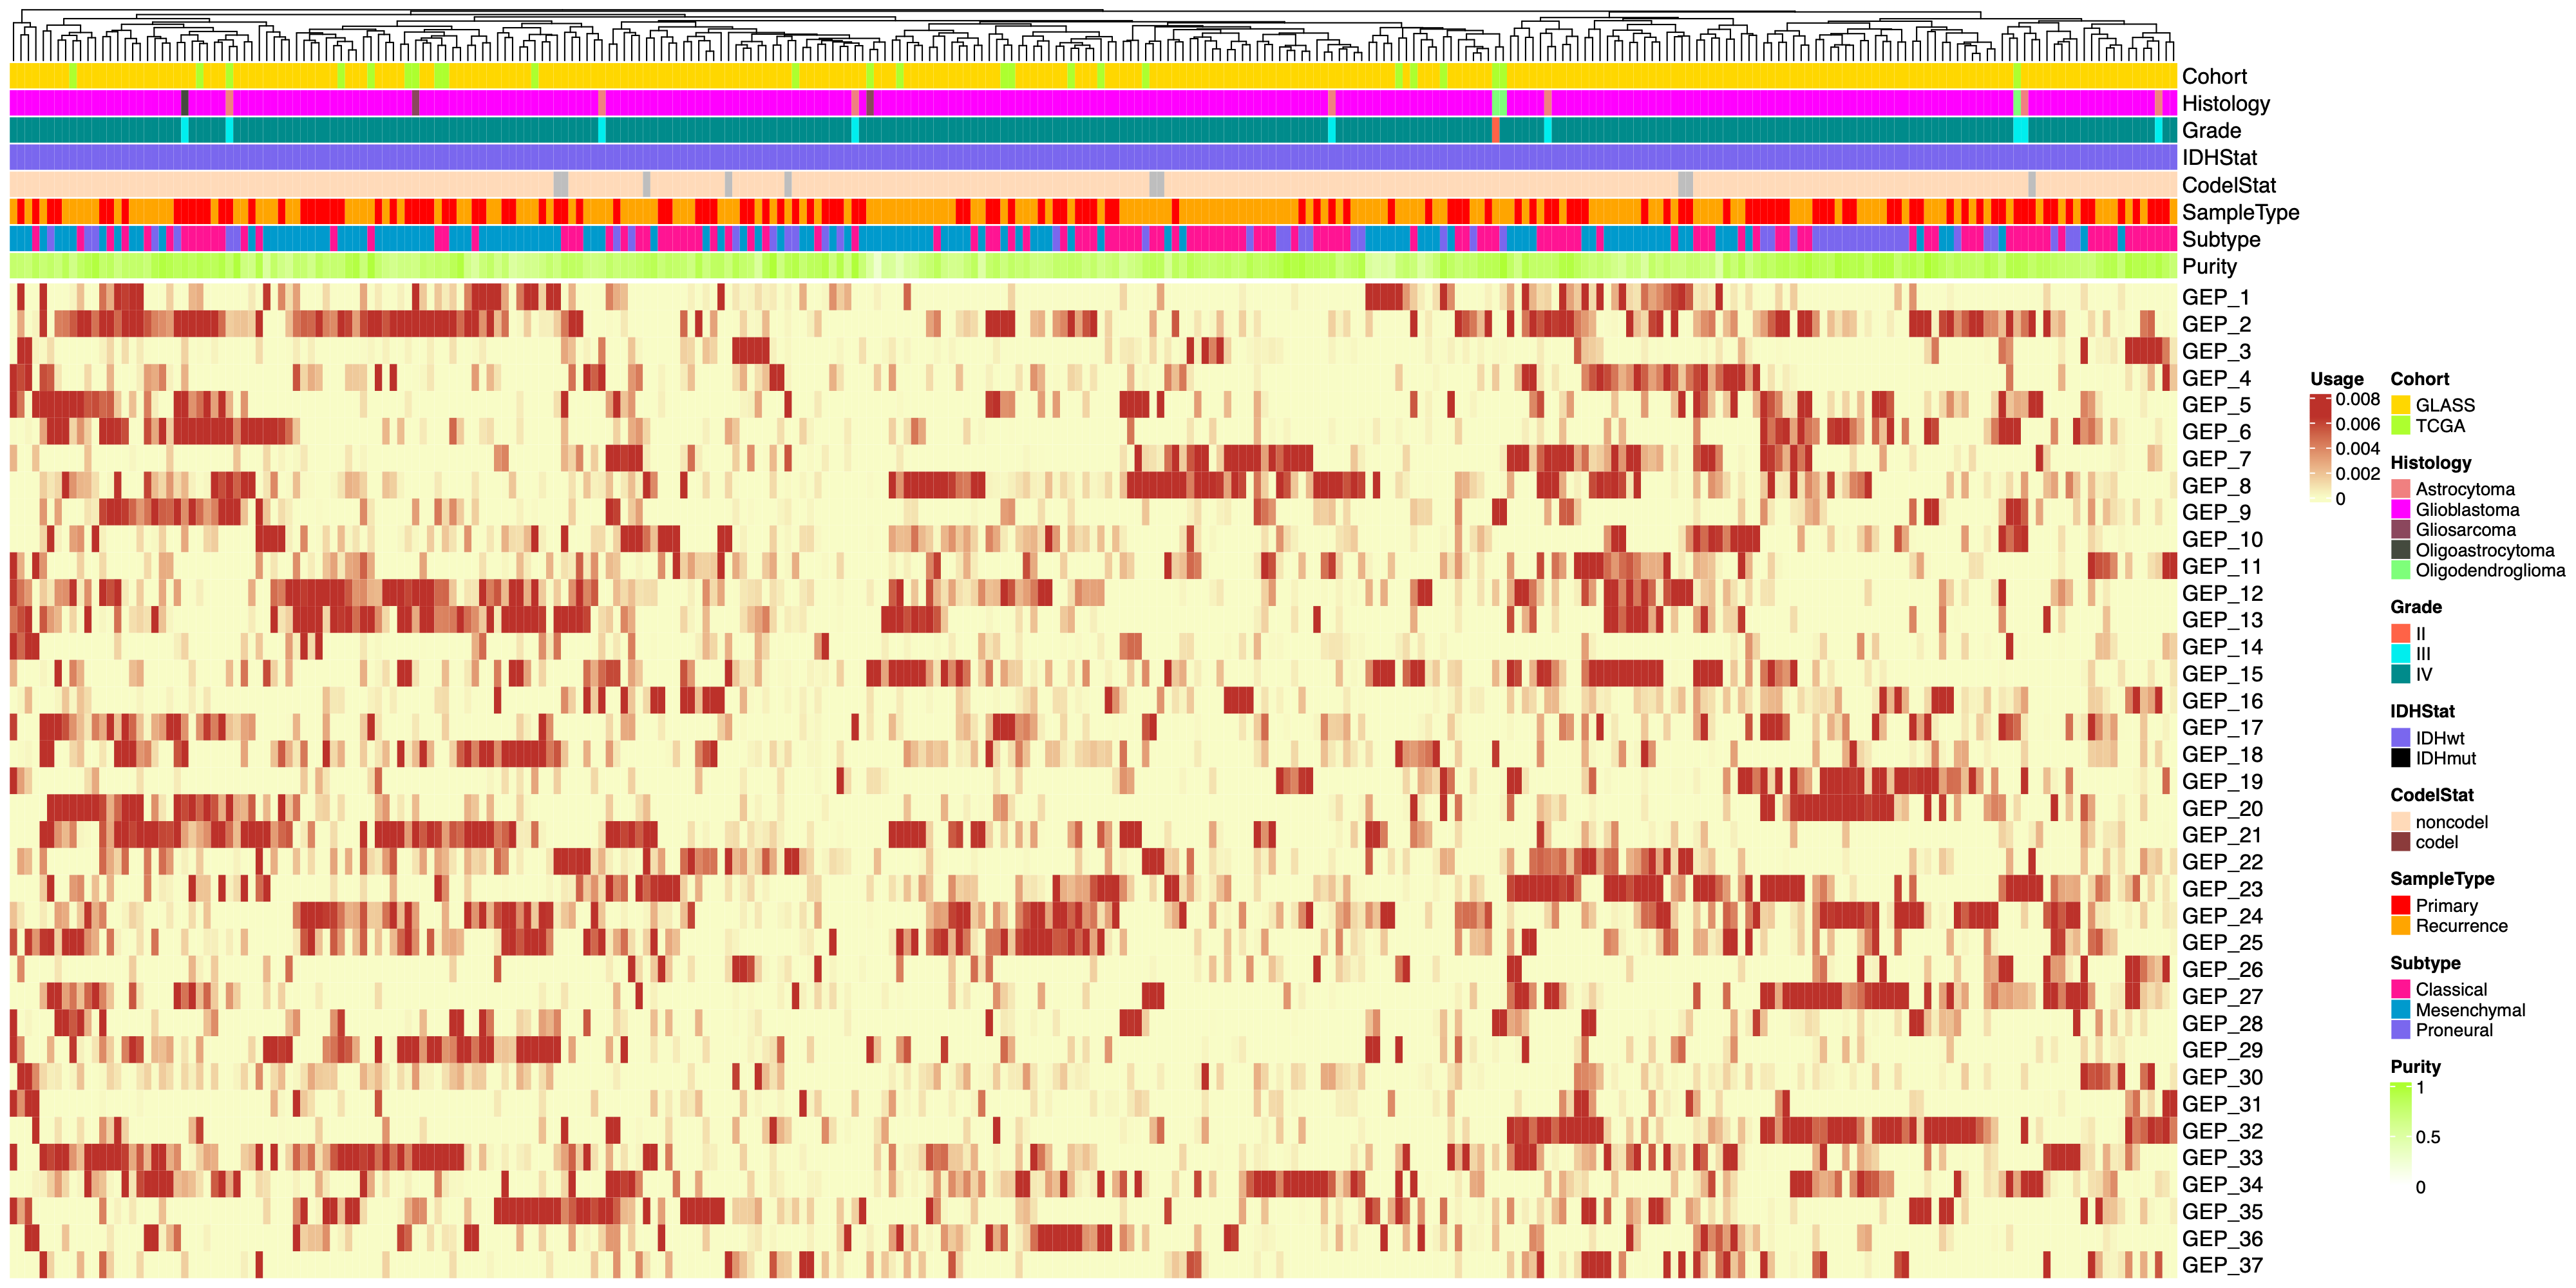 Cohort
Histology
Grade
IDHStat
CodelStat
SampleType
Subtype
Purity
GEP_1
GEP_2
GEP_3
GEP_4
GEP_5
GEP_6
GEP_7
GEP_8
GEP_9
GEP_10
GEP_11
GEP_12
GEP_13
GEP_14
GEP_15
GEP_16
GEP_17
GEP_18
GEP_19
GEP_20
GEP_21
GEP_22
GEP_23
GEP_24
GEP_25
GEP_26
GEP_27
GEP_28
GEP_29
GEP_30
GEP_31
GEP_32
GEP_33
GEP_34
GEP_35
GEP_36
GEP_37
Usage
0.008
0.006
0.004
0.002
0
Cohort
GLASS
TCGA
Histology
Astrocytoma
Glioblastoma
Gliosarcoma
Oligoastrocytoma
Oligodendroglioma
Grade
II
III
IV
IDHStat
IDHwt
IDHmut
CodelStat
noncodel
codel
SampleType
Primary
Recurrence
Subtype
Classical
Mesenchymal
Proneural
Purity
1
0.5
0